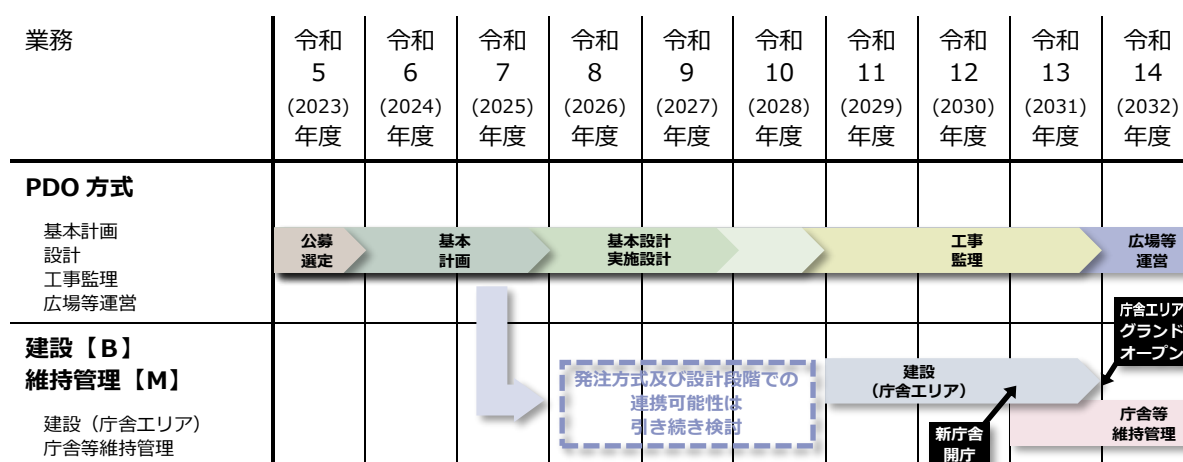 業務
令和 令和 令和 令和 令和 令和 令和 令和 令和 令和
5 6 7 8 9 10 11 12 13 14
(2023) (2024) (2025) (2026) (2027) (2028) (2029) (2030) (2031) (2032)
年度 年度 年度 年度 年度 年度 年度 年度 年度 年度
PDO 方式
基本計画
設計
工事監理
広場等運営
公募
選定
基本
計画
基本設計
実施設計
工事
監理
広場等
運営
庁舎エリア
グランド
オープン
建設【B】
維持管理【M】
建設（庁舎エリア）
庁舎等維持管理
発注方式及び設計段階での
連携可能性は
引き続き検討
建設
（庁舎エリア）
新庁舎
開庁
庁舎等
維持管理